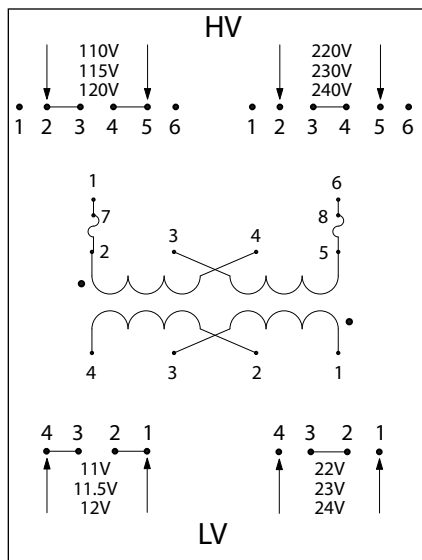 HV
110V 220V
115V 230V
120V 240V
1 2 3 4 5 6 1 2 3 4 5 6
1 6
7 8
3 4
2 5
4 3 2 1
4 3 2 1 4 3 2 1
11V 22V
11.5V 23V
12V 24V
LV